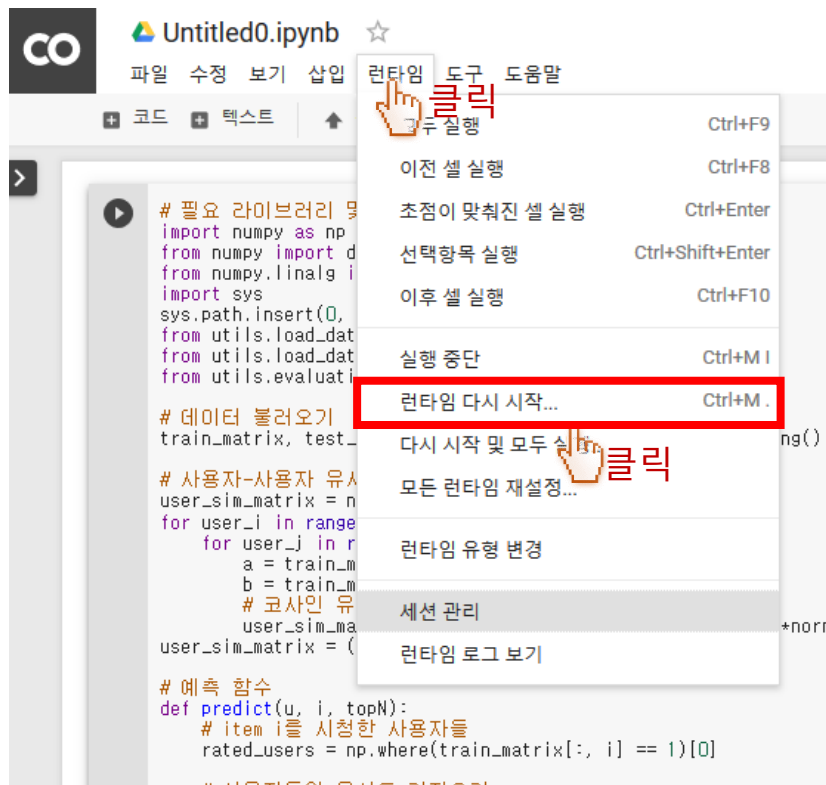 CO Untitled0.ipynb
파일 수정 보기 삽입 런타임 도구 도움말
클릭
코드 텍스트
실행 Ctrl+F9
이전 셀 실행 Ctrl+F8
초점이 맞춰진 셀 실행 Ctrl+Enter
선택항목 실행 Ctrl+Shift+Enter
이후 셀 실행 Ctrl+F10
실행 중단 Ctrl+M I
런타임 다시 시작... Ctrl+M .
다시 시작 및 모두
클릭
모든 런타임 재설정...
런타임 유형 변경
세션 관리
런타임 로그 보기
# 필요 라이브러리 및
import numpy as np
from numpy import d
from numpy.linalg i
import sys
sys.path.insert(0,
from utils.load_dat
from utils.load_dat
from utils.evaluati
# 데이터 불러오기
train_matrix, test_ ng()
# 사용자-사용자 유사
user_sim_matrix = n
for user_i in range
for user_j in r
a = train_m
b = train_m
# 코사인 유
user_sim_ma *norm
user_sim_matrix = (
# 예측 함수
def predict(u, i, topN):
# item i를 시청한 사용자들
rated_users = np.where(train_matrix[:, i] == 1)[0]